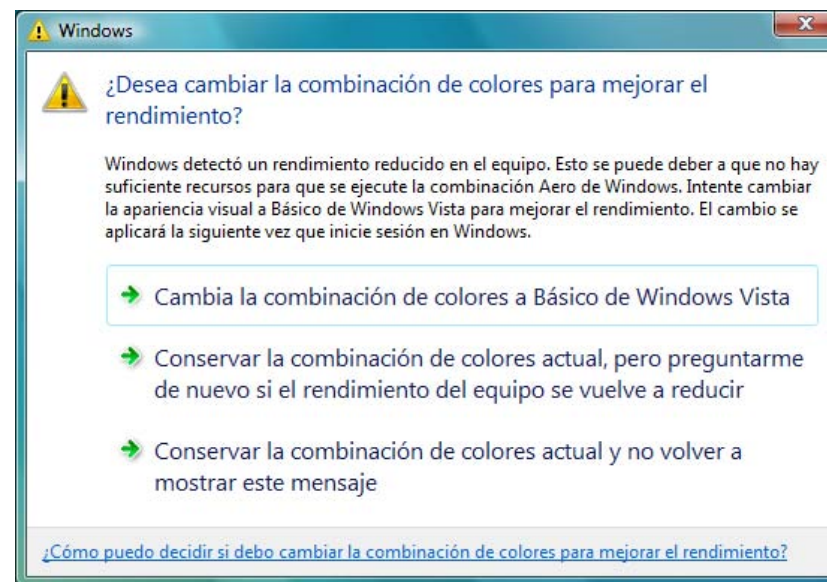 Windows
¿Desea cambiar la combinación de colores para mejorar el
rendimiento?
Windows detectó un rendimiento reducido en el equipo. Esto se puede deber a que no hay
suficiente recursos para que se ejecute la combinación Aero de Windows. Intente cambiar
la apariencia visual a Básico de Windows Vista para mejorar el rendimiento. El cambio se
aplicará la siguiente vez que inicie sesión en Windows.
Cambia la combinación de colores a Básico de Windows Vista
Conservar la combinación de colores actual, pero preguntarme
de nuevo si el rendimiento del equipo se vuelve a reducir
Conservar la combinación de colores actual y no volver a
mostrar este mensaje
¿Cómo puedo decidir si debo cambiar la combinación de colores para mejorar el rendimiento?